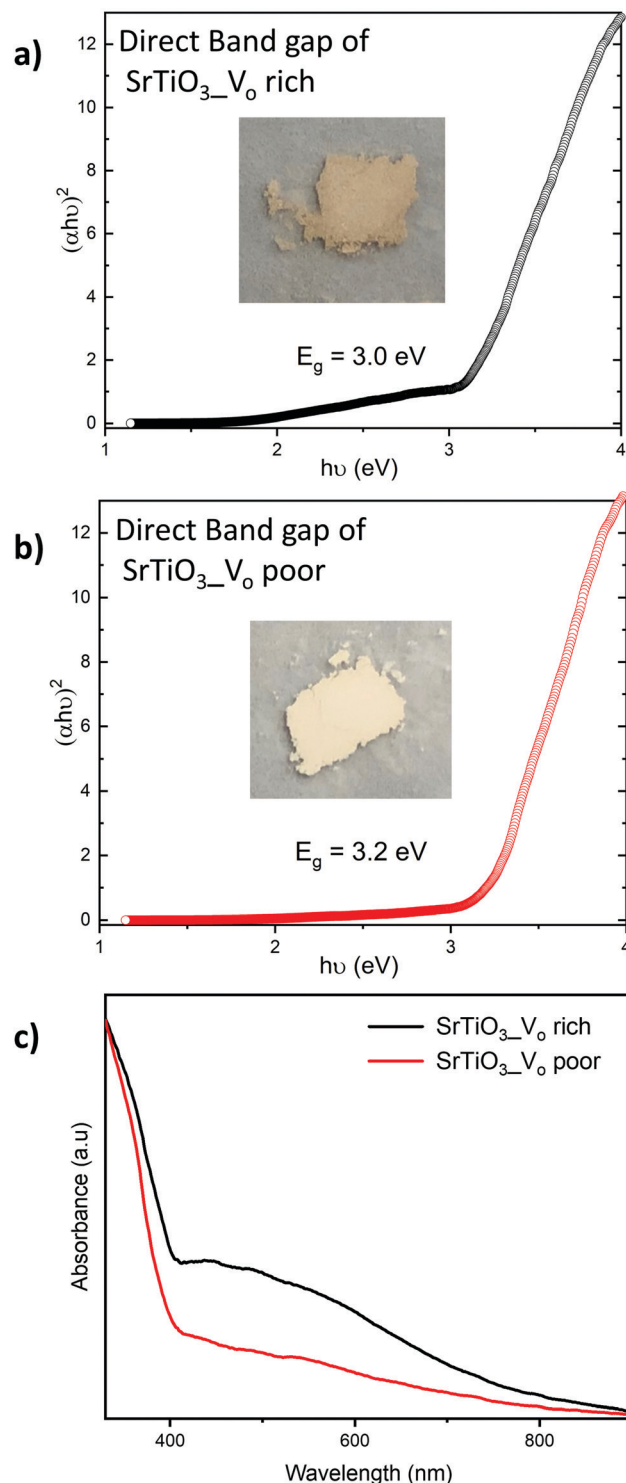 a)
Direct Band gap of
SrTiO₃_Vₒ rich
(αhυ)²
12
10
8
6
4
2
0
E_g = 3.0 eV
1 2 3 4
hυ (eV)
b)
Direct Band gap of
SrTiO₃_Vₒ poor
(αhυ)²
12
10
8
6
4
2
0
E_g = 3.2 eV
1 2 3 4
hυ (eV)
c)
SrTiO₃_Vₒ rich
SrTiO₃_Vₒ poor
Absorbance (a.u)
400 600 800
Wavelength (nm)